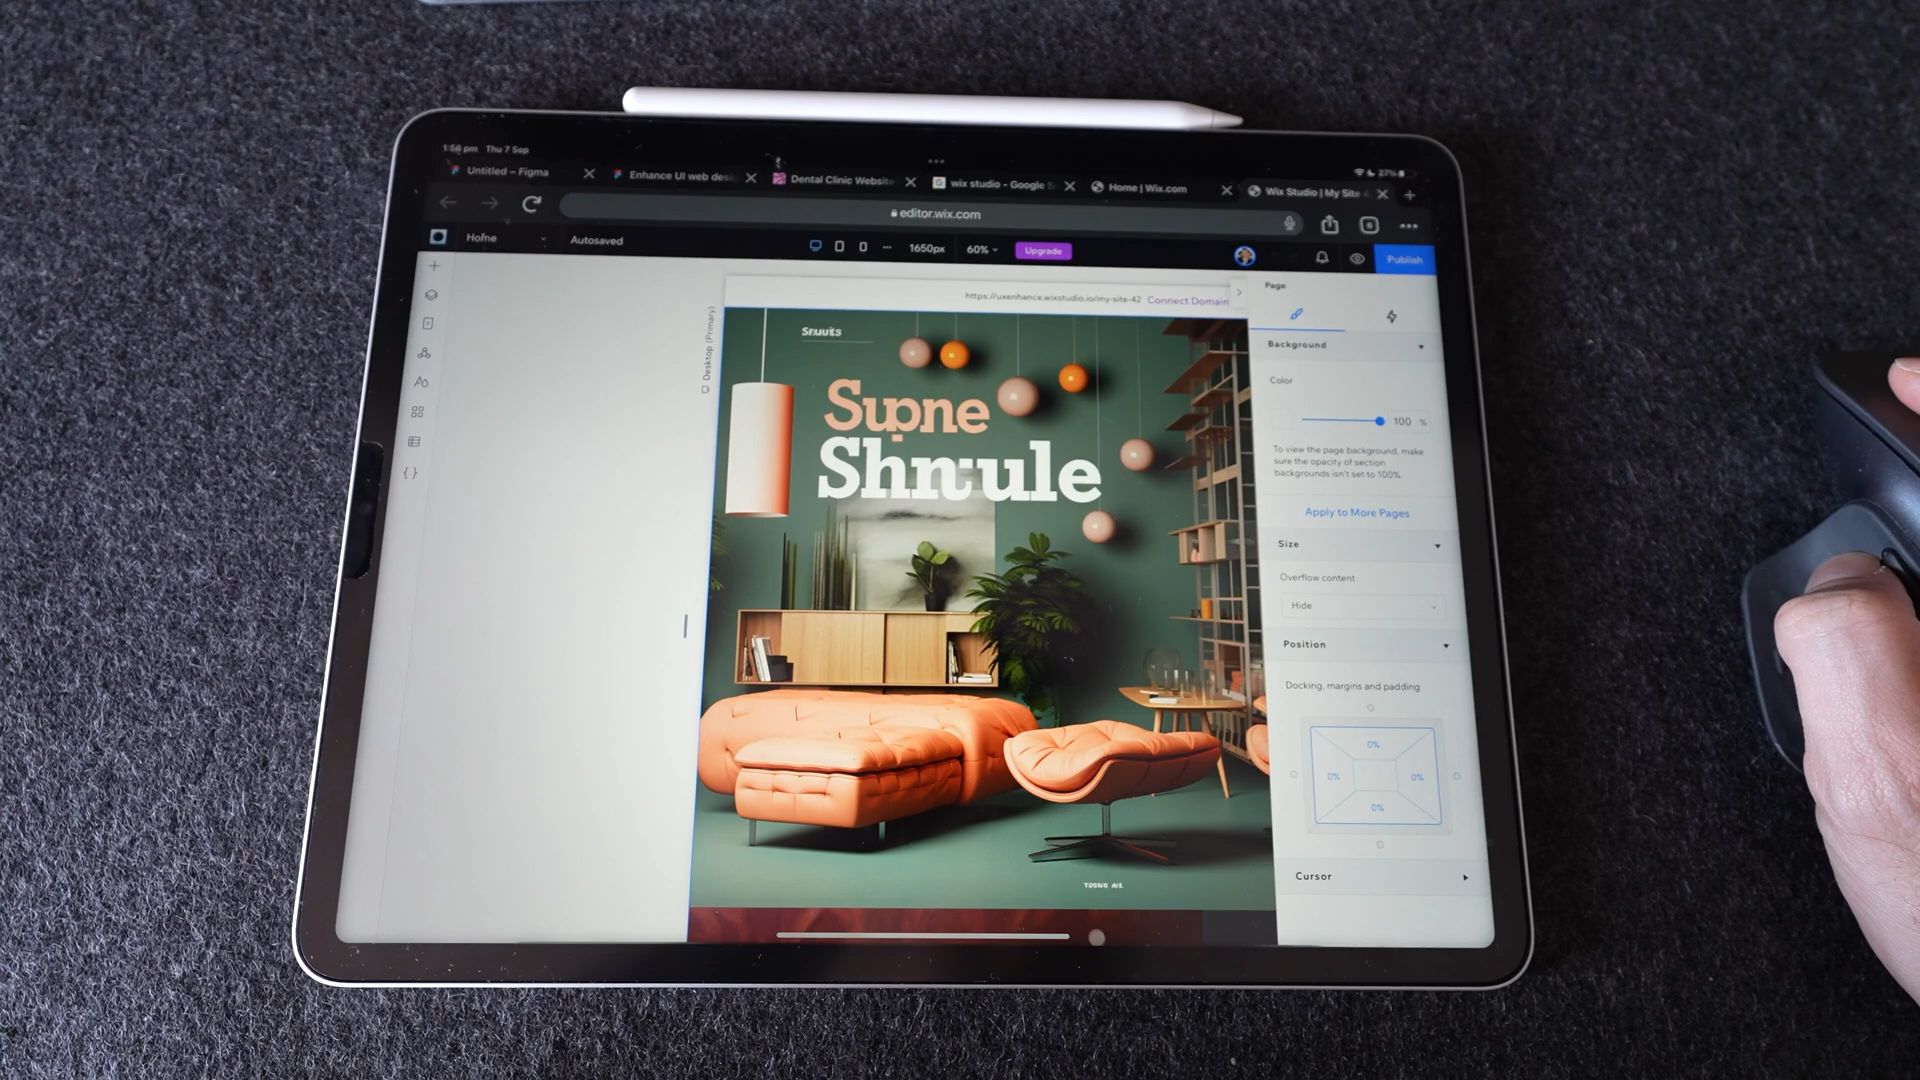 1:56 pm Thu 7 Sep
27%
Untitled – Figma
Enhance UI web desi
Dental Clinic Website
wix studio - Google S
Home | Wix.com
Wix Studio | My Site
editor.wix.com
Home
Autosaved
1650px
60%
Upgrade
Publish
https://uxenhance.wixstudio.io/my-site-42 Connect Domain
Desktop (Primary)
Supne
Shnule
Page
Background
Color
100 %
To view the page background, make
sure the opacity of section
backgrounds isn't set to 100%.
Apply to More Pages
Size
Overflow content
Hide
Position
Docking, margins and padding
0%
0%
0%
0%
Cursor